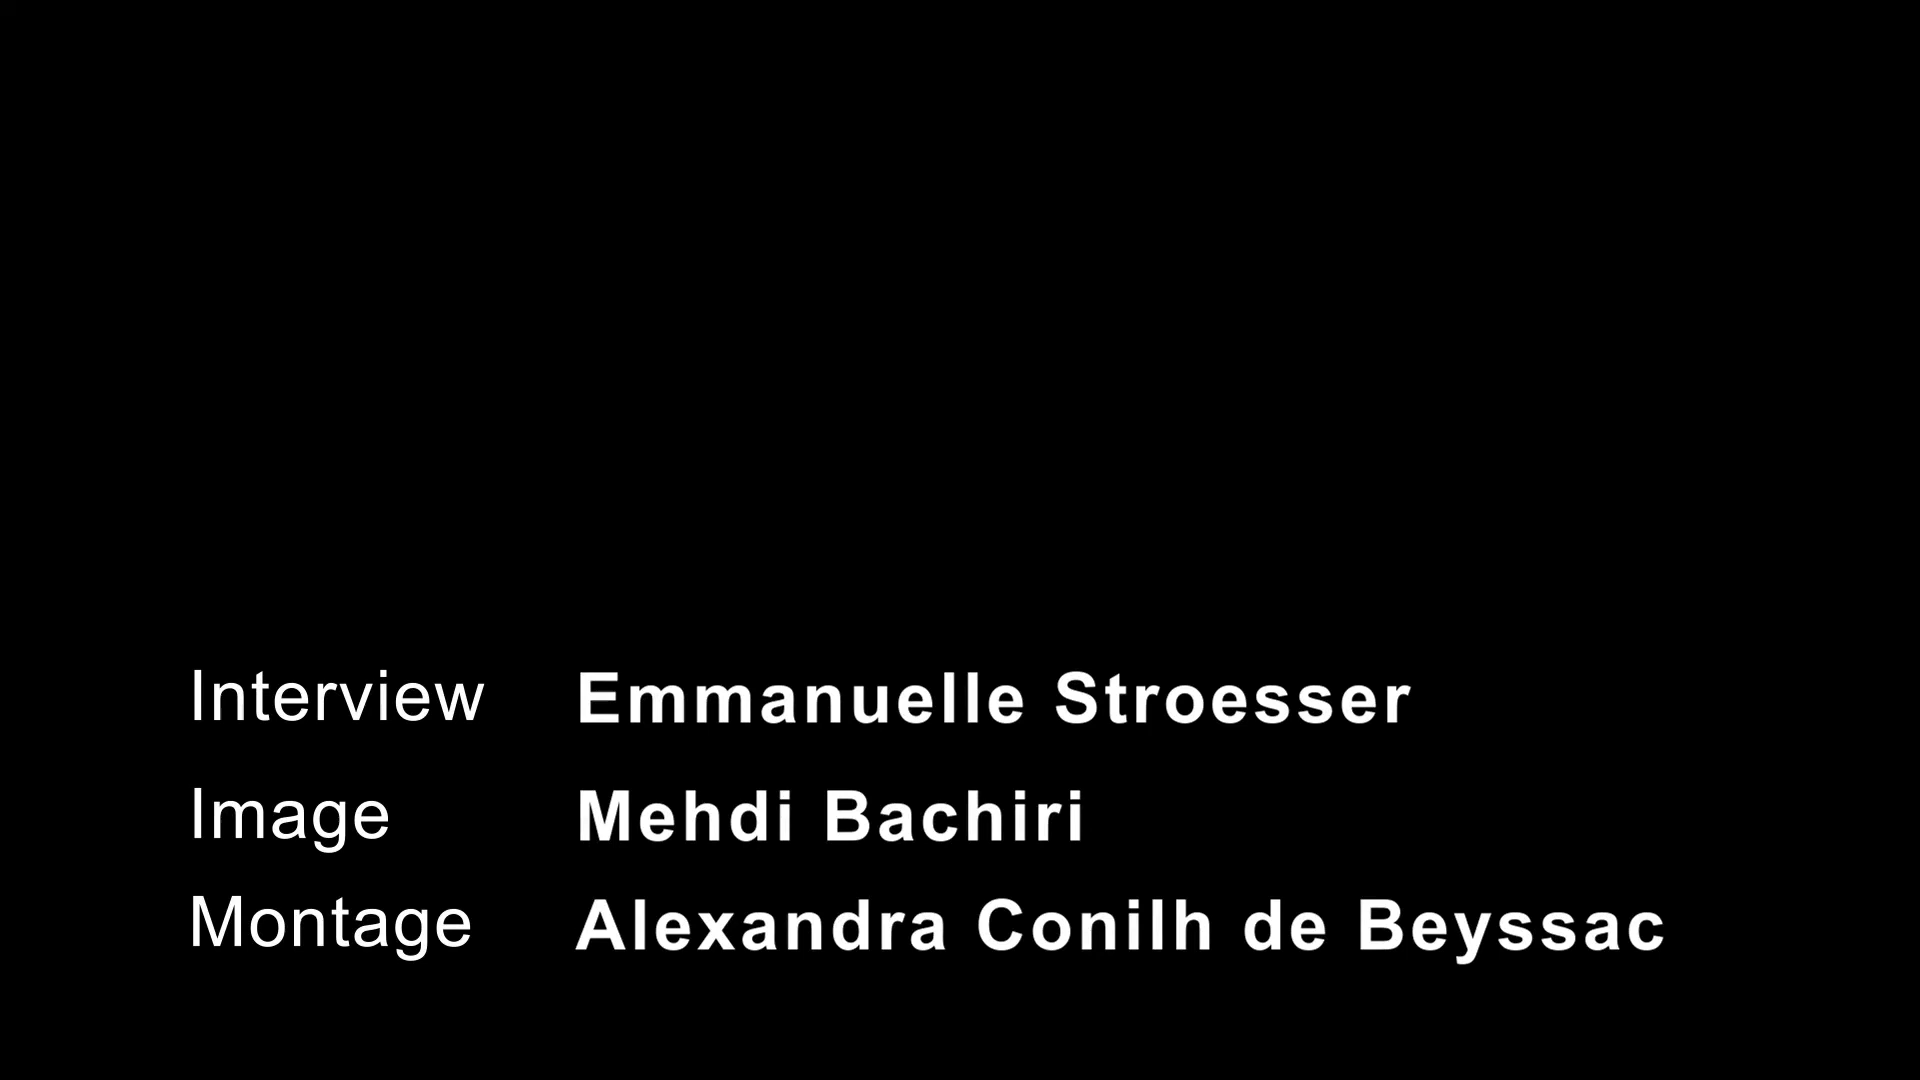 Interview Emmanuelle Stroesser
Image Mehdi Bachiri
Montage Alexandra Conilh de Beyssac